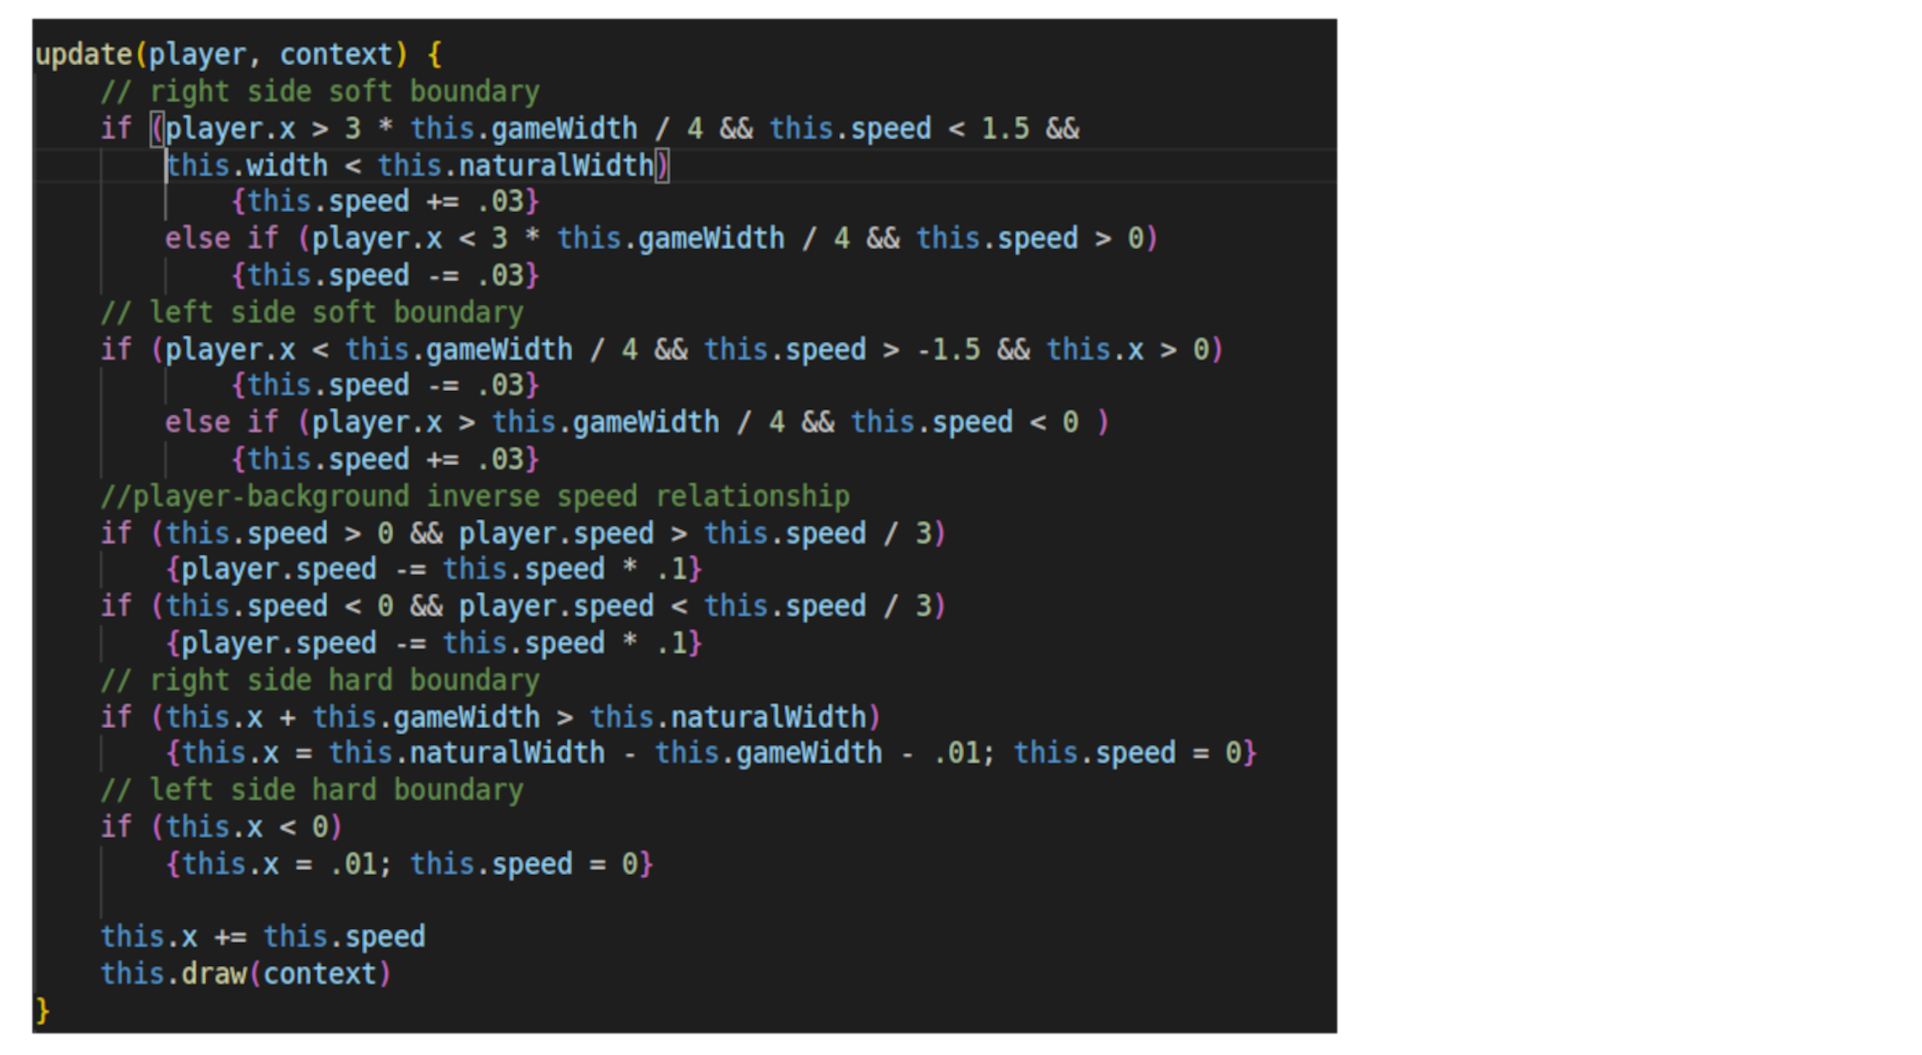 update(player, context) {
    // right side soft boundary
    if (player.x > 3 * this.gameWidth / 4 && this.speed < 1.5 &&
        this.width < this.naturalWidth)
            {this.speed += .03}
        else if (player.x < 3 * this.gameWidth / 4 && this.speed > 0)
            {this.speed -= .03}
    // left side soft boundary
    if (player.x < this.gameWidth / 4 && this.speed > -1.5 && this.x > 0)
            {this.speed -= .03}
        else if (player.x > this.gameWidth / 4 && this.speed < 0 )
            {this.speed += .03}
    //player-background inverse speed relationship
    if (this.speed > 0 && player.speed > this.speed / 3)
        {player.speed -= this.speed * .1}
    if (this.speed < 0 && player.speed < this.speed / 3)
        {player.speed -= this.speed * .1}
    // right side hard boundary
    if (this.x + this.gameWidth > this.naturalWidth)
        {this.x = this.naturalWidth - this.gameWidth - .01; this.speed = 0}
    // left side hard boundary
    if (this.x < 0)
        {this.x = .01; this.speed = 0}

    this.x += this.speed
    this.draw(context)
}